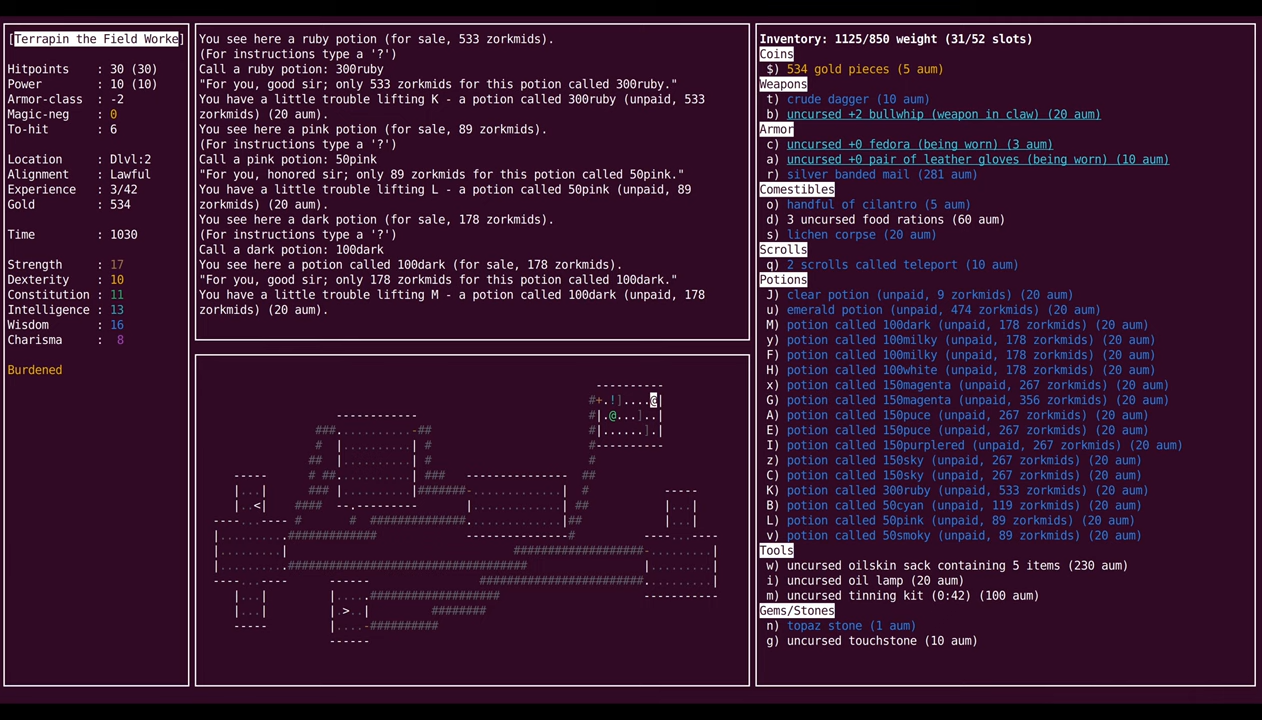 [Terrapin the Field Worke]
Hitpoints : 30 (30)
Power : 10 (10)
Armor-class : -2
Magic-neg : 0
To-hit : 6
Location : Dlvl:2
Alignment : Lawful
Experience : 3/42
Gold : 534
Time : 1030
Strength : 17
Dexterity : 10
Constitution : 11
Intelligence : 13
Wisdom : 16
Charisma : 8
Burdened
You see here a ruby potion (for sale, 533 zorkmids).
(For instructions type a '?')
Call a ruby potion: 300ruby
"For you, good sir; only 533 zorkmids for this potion called 300ruby."
You have a little trouble lifting K - a potion called 300ruby (unpaid, 533
zorkmids) (20 aum).
You see here a pink potion (for sale, 89 zorkmids).
(For instructions type a '?')
Call a pink potion: 50pink
"For you, honored sir; only 89 zorkmids for this potion called 50pink."
You have a little trouble lifting L - a potion called 50pink (unpaid, 89
zorkmids) (20 aum).
You see here a dark potion (for sale, 178 zorkmids).
(For instructions type a '?')
Call a dark potion: 100dark
You see here a potion called 100dark (for sale, 178 zorkmids).
"For you, good sir; only 178 zorkmids for this potion called 100dark."
You have a little trouble lifting M - a potion called 100dark (unpaid, 178
zorkmids) (20 aum).
Inventory: 1125/850 weight (31/52 slots)
Coins
$) 534 gold pieces (5 aum)
Weapons
t) crude dagger (10 aum)
b) uncursed +2 bullwhip (weapon in claw) (20 aum)
Armor
c) uncursed +0 fedora (being worn) (3 aum)
a) uncursed +0 pair of leather gloves (being worn) (10 aum)
r) silver banded mail (281 aum)
Comestibles
o) handful of cilantro (5 aum)
d) 3 uncursed food rations (60 aum)
s) lichen corpse (20 aum)
Scrolls
q) 2 scrolls called teleport (10 aum)
Potions
J) clear potion (unpaid, 9 zorkmids) (20 aum)
u) emerald potion (unpaid, 474 zorkmids) (20 aum)
M) potion called 100dark (unpaid, 178 zorkmids) (20 aum)
y) potion called 100milky (unpaid, 178 zorkmids) (20 aum)
F) potion called 100milky (unpaid, 178 zorkmids) (20 aum)
H) potion called 100white (unpaid, 178 zorkmids) (20 aum)
x) potion called 150magenta (unpaid, 267 zorkmids) (20 aum)
G) potion called 150magenta (unpaid, 356 zorkmids) (20 aum)
A) potion called 150puce (unpaid, 267 zorkmids) (20 aum)
E) potion called 150puce (unpaid, 267 zorkmids) (20 aum)
I) potion called 150purplered (unpaid, 267 zorkmids) (20 aum)
z) potion called 150sky (unpaid, 267 zorkmids) (20 aum)
C) potion called 150sky (unpaid, 267 zorkmids) (20 aum)
K) potion called 300ruby (unpaid, 533 zorkmids) (20 aum)
B) potion called 50cyan (unpaid, 119 zorkmids) (20 aum)
L) potion called 50pink (unpaid, 89 zorkmids) (20 aum)
v) potion called 50smoky (unpaid, 89 zorkmids) (20 aum)
Tools
w) uncursed oilskin sack containing 5 items (230 aum)
i) uncursed oil lamp (20 aum)
m) uncursed tinning kit (0:42) (100 aum)
Gems/Stones
n) topaz stone (1 aum)
g) uncursed touchstone (10 aum)